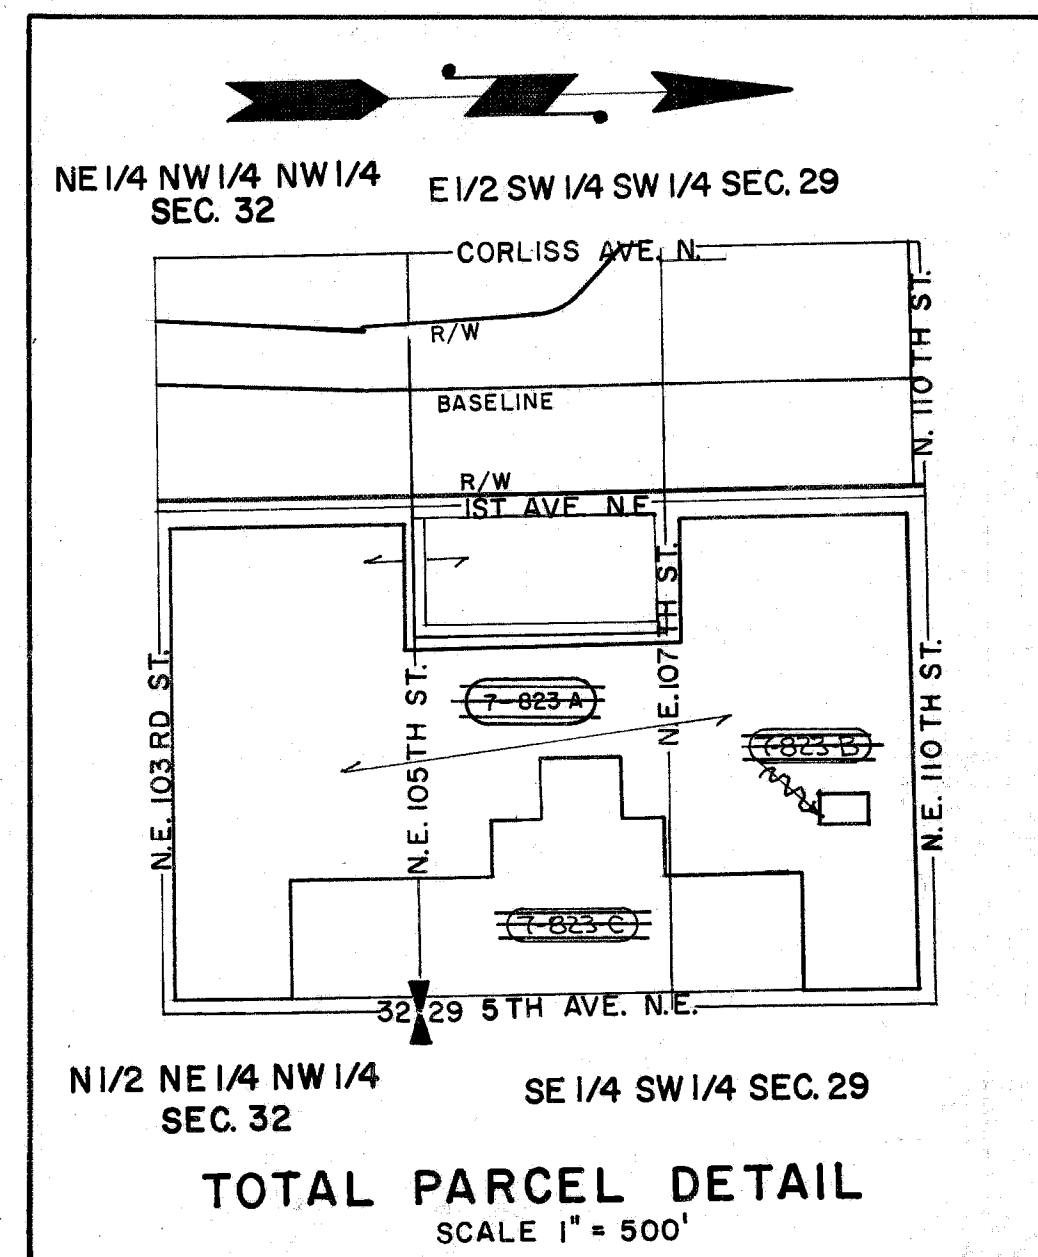 NE 1/4 NW 1/4 NW 1/4
SEC. 32
E 1/2 SW 1/4 SW 1/4 SEC. 29
CORLISS AVE. N.
R/W
BASELINE
N. 110 TH ST.
R/W
1ST AVE. N.E.
N.E. 103RD ST.
N.E. 105TH ST.
N.E. 107TH ST.
N.E. 110TH ST.
7-823 A
7-823 B
7-823 C
32 29 5TH AVE. N.E.
N 1/2 NE 1/4 NW 1/4
SEC. 32
SE 1/4 SW 1/4 SEC. 29
TOTAL PARCEL DETAIL
SCALE 1" = 500'